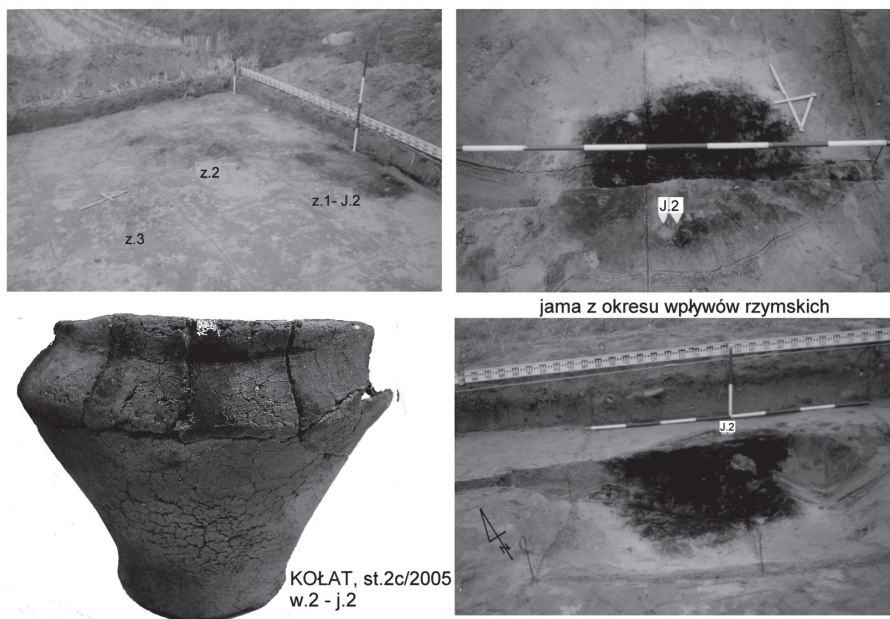 z.2
z.1- J.2
z.3
J.2
jama z okresu wpływów rzymskich
J.2
KOŁAT, st.2c/2005
w.2 - j.2